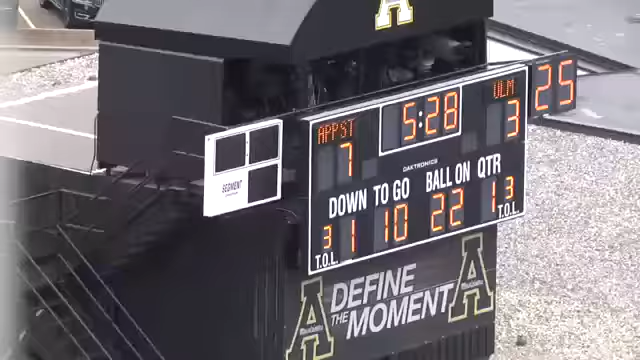 A
APPST 5:28 ULM 25
7 3
DAKTRONICS
SEGMENT
DOWN TO GO BALL ON QTR
3 1 10 22 1 3
T.O.L. T.O.L.
A DEFINE A
THE MOMENT